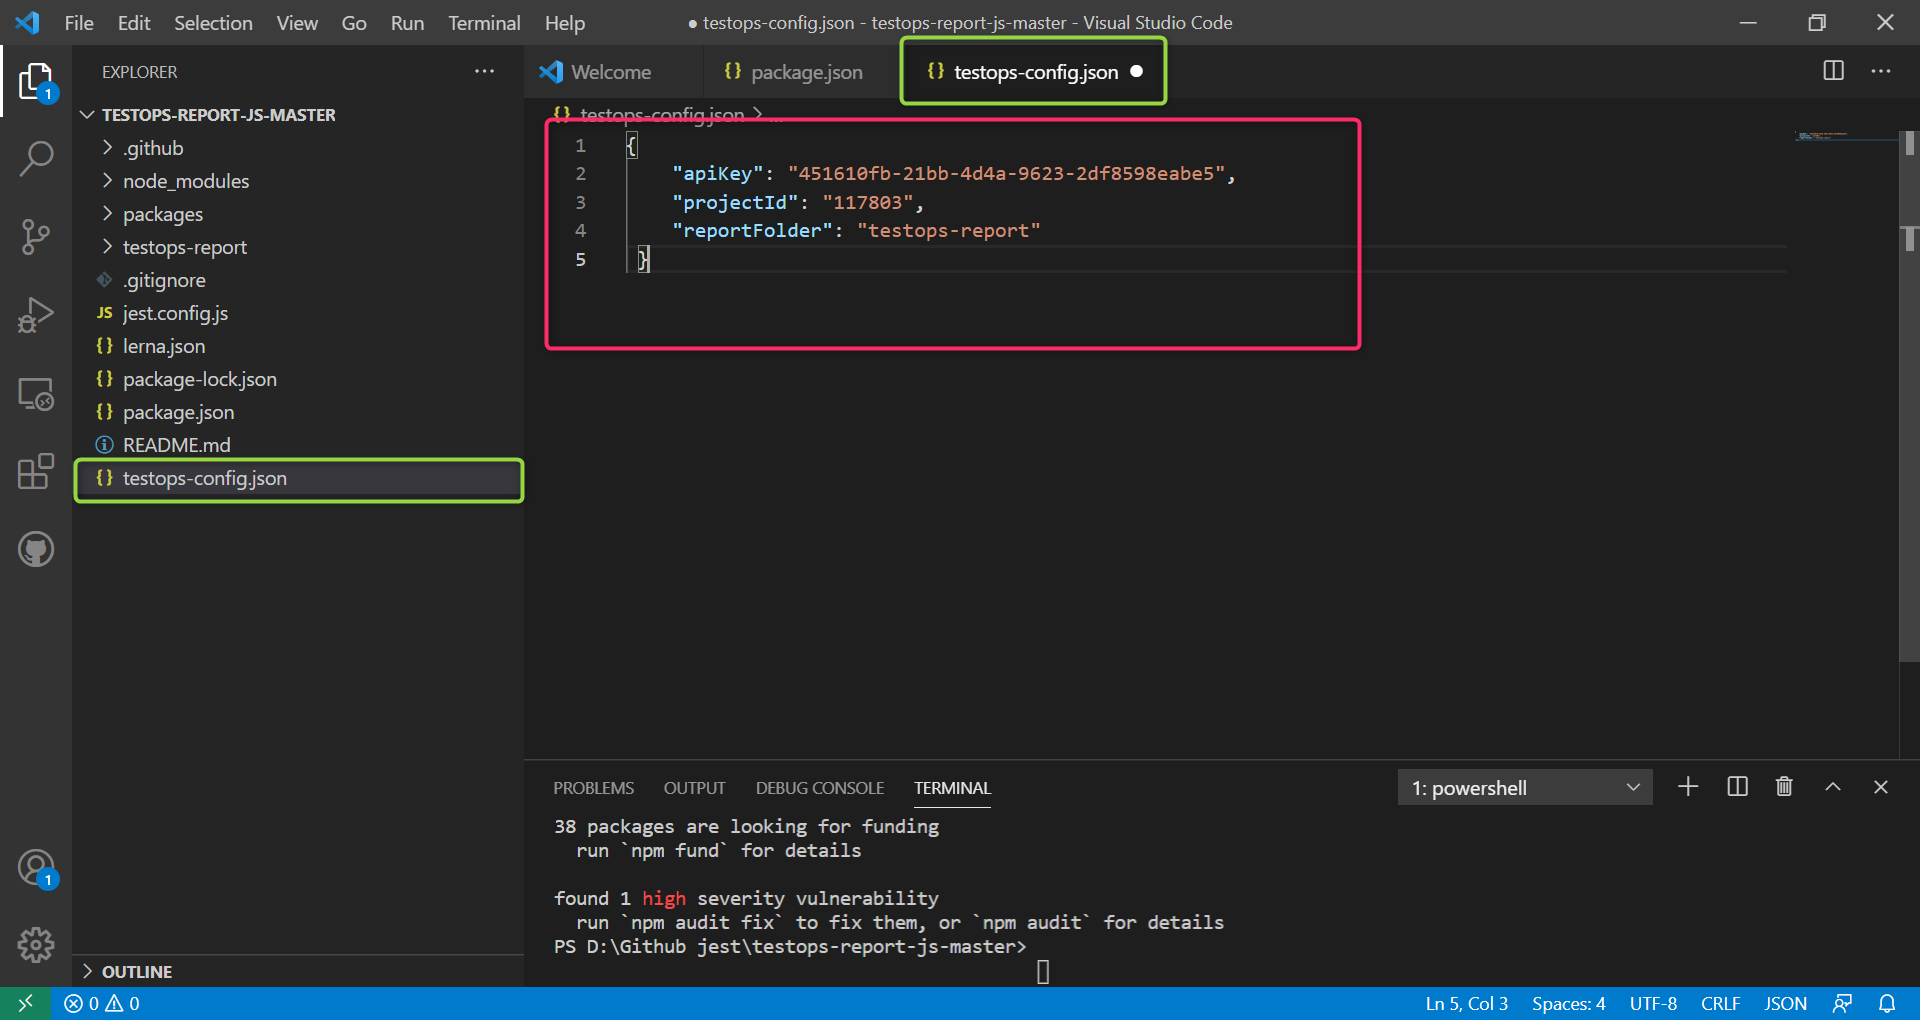 File Edit Selection View Go Run Terminal Help
● testops-config.json - testops-report-js-master - Visual Studio Code
EXPLORER
1
TESTOPS-REPORT-JS-MASTER
.github
node_modules
packages
testops-report
.gitignore
JS jest.config.js
{} lerna.json
{} package-lock.json
{} package.json
README.md
{} testops-config.json
1
OUTLINE
Welcome
{} package.json
{} testops-config.json ●
{} testops-config.json > ...
1 {
2 "apiKey": "451610fb-21bb-4d4a-9623-2df8598eabe5",
3 "projectId": "117803",
4 "reportFolder": "testops-report"
5 }
PROBLEMS OUTPUT DEBUG CONSOLE TERMINAL
1: powershell
38 packages are looking for funding
run `npm fund` for details
found 1 high severity vulnerability
run `npm audit fix` to fix them, or `npm audit` for details
PS D:\Github jest\testops-report-js-master>
0 0
Ln 5, Col 3 Spaces: 4 UTF-8 CRLF JSON